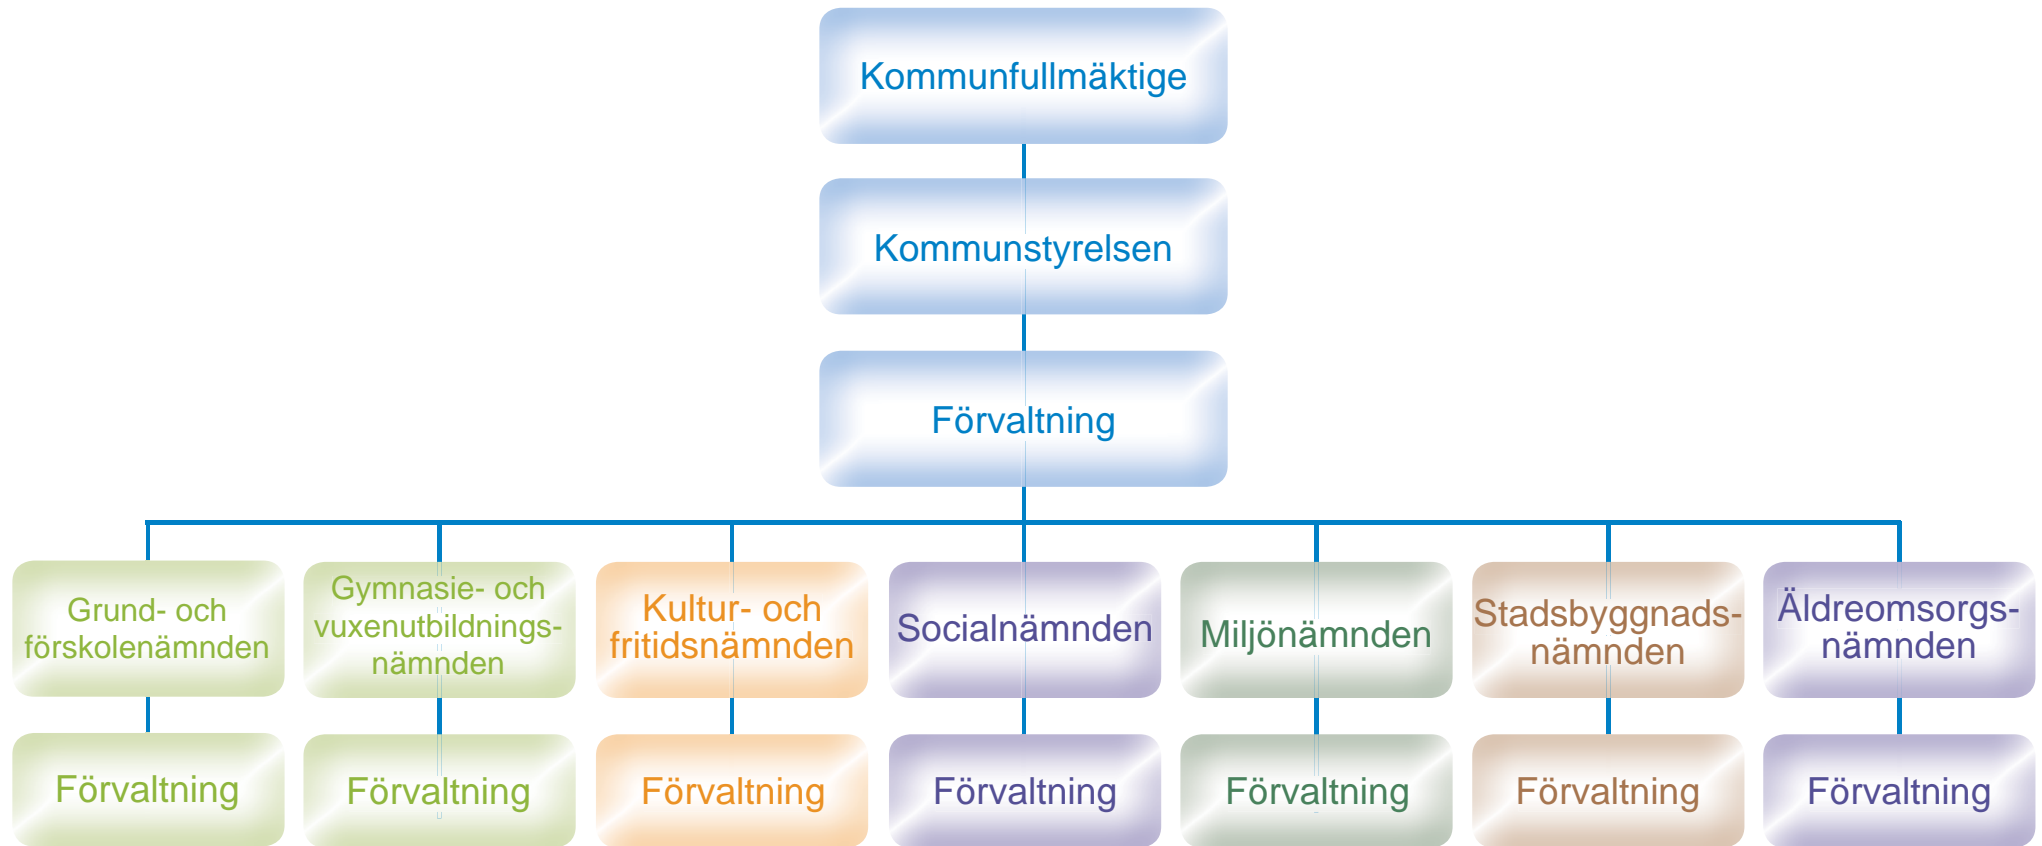 Kommunfullmäktige
Kommunstyrelsen
Förvaltning
Grund- och
förskolenämnden
Gymnasie- och
vuxenutbildnings-
nämnden
Kultur- och
fritidsnämnden
Socialnämnden
Miljönämnden
Stadsbyggnads-
nämnden
Äldreomsorgs-
nämnden
Förvaltning
Förvaltning
Förvaltning
Förvaltning
Förvaltning
Förvaltning
Förvaltning